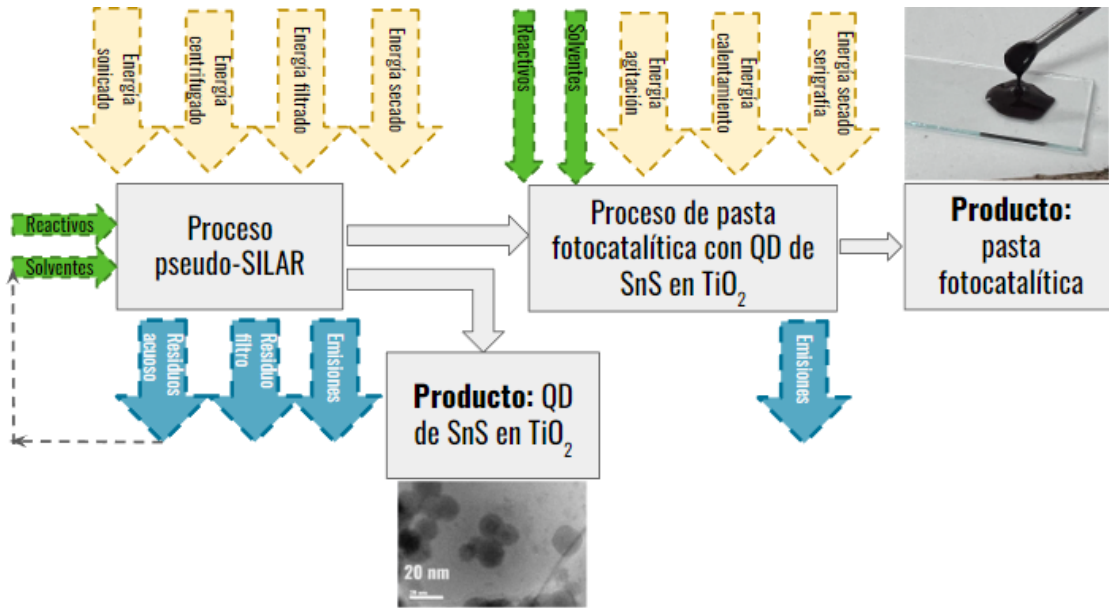 Energía
sonicado
Energía
centrifugado
Energía filtrado
Energía secado
Reactivos
Solventes
Energía
agitación
Energía
calentamiento
Energía secado
serigrafía
Reactivos
Solventes
Proceso
pseudo-SILAR
Proceso de pasta
fotocatalítica con QD de
SnS en TiO2
Producto:
pasta
fotocatalítica
Residuos
acuoso
Residuo
filtro
Emisiones
Emisiones
Producto: QD
de SnS en TiO2
20 nm